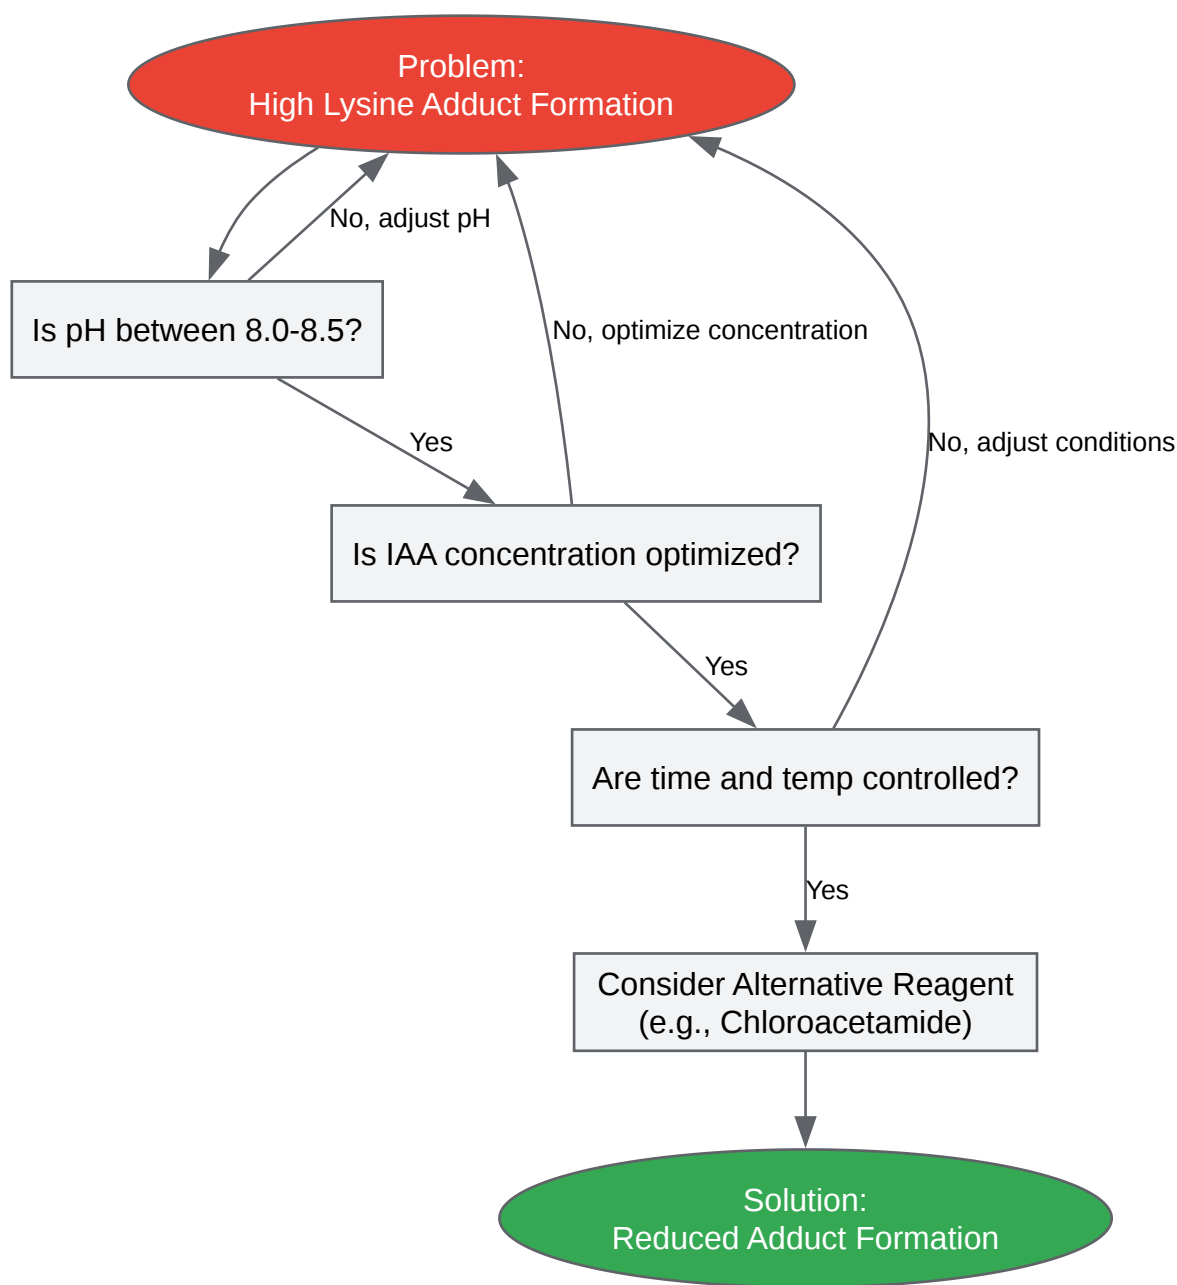 Problem:
High Lysine Adduct Formation
No, adjust pH
Is pH between 8.0-8.5?
No, optimize concentration
Yes
No, adjust conditions
Is IAA concentration optimized?
Yes
Are time and temp controlled?
Yes
Consider Alternative Reagent
(e.g., Chloroacetamide)
Solution:
Reduced Adduct Formation